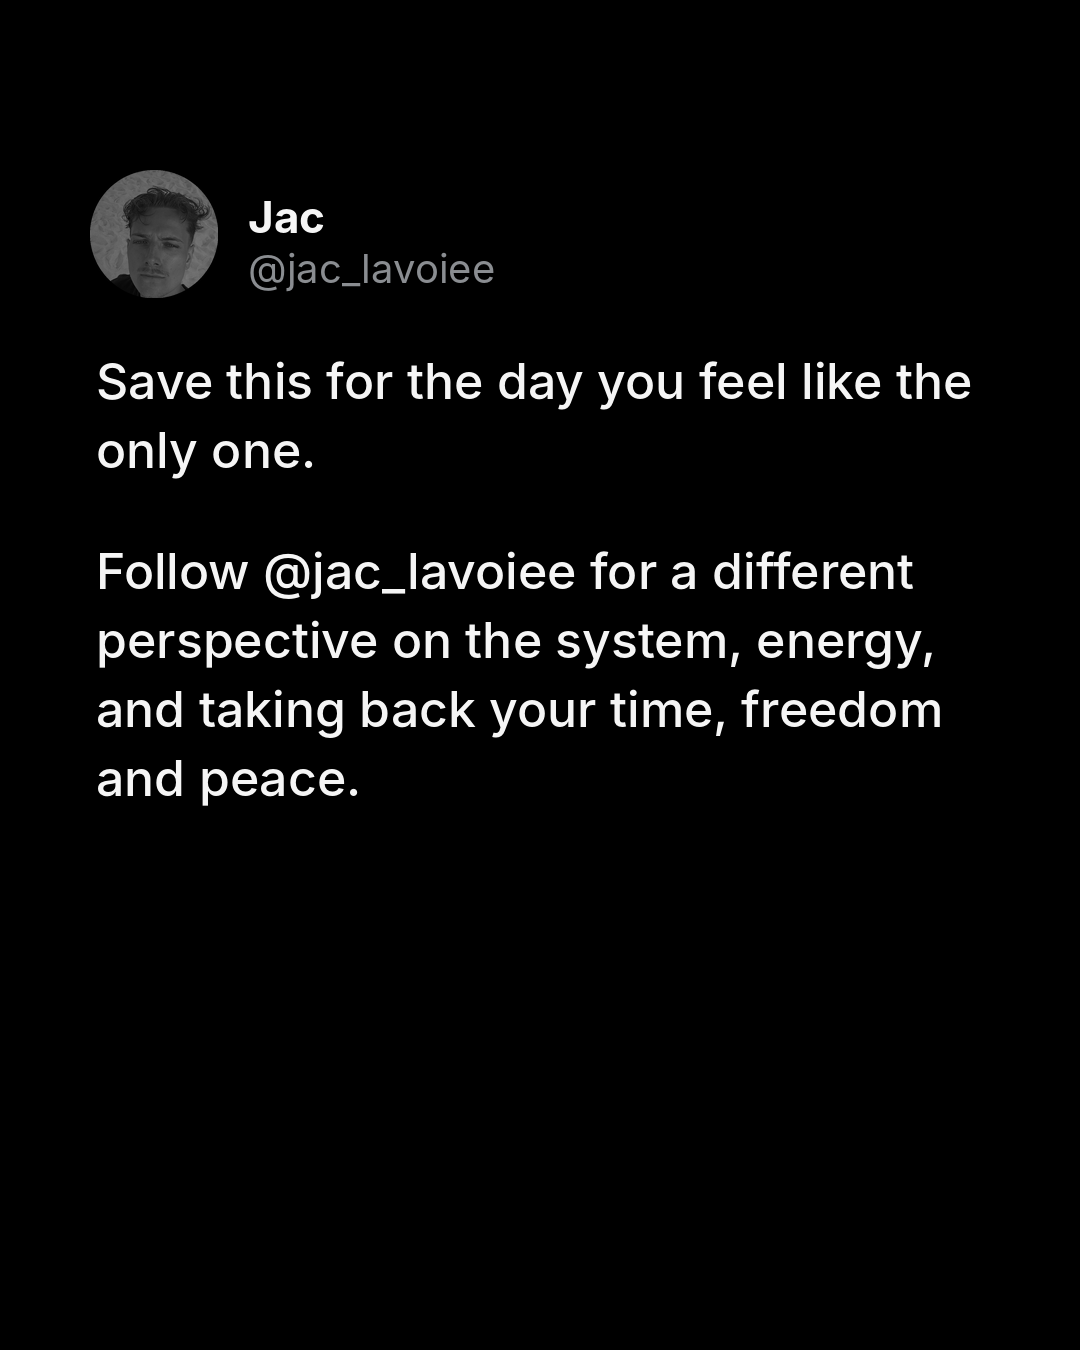 Jac
@jac_lavoiee
Save this for the day you feel like the
only one.
Follow @jac_lavoiee for a different
perspective on the system, energy,
and taking back your time, freedom
and peace.